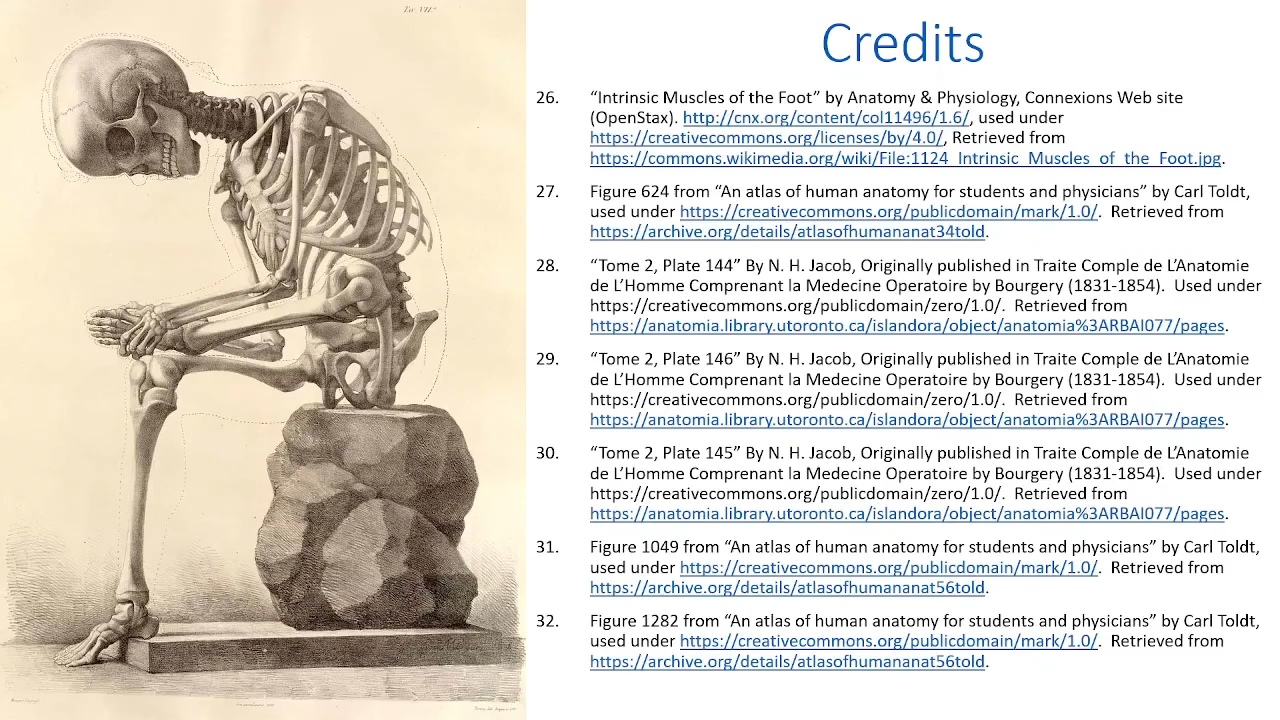 Tav. VII.
Credits
26. “Intrinsic Muscles of the Foot” by Anatomy & Physiology, Connexions Web site
(OpenStax). http://cnx.org/content/col11496/1.6/, used under
https://creativecommons.org/licenses/by/4.0/, Retrieved from
https://commons.wikimedia.org/wiki/File:1124_Intrinsic_Muscles_of_the_Foot.jpg.
27. Figure 624 from “An atlas of human anatomy for students and physicians” by Carl Toldt,
used under https://creativecommons.org/publicdomain/mark/1.0/. Retrieved from
https://archive.org/details/atlasofhumananat34told.
28. “Tome 2, Plate 144” By N. H. Jacob, Originally published in Traite Comple de L’Anatomie
de L’Homme Comprenant la Medecine Operatoire by Bourgery (1831-1854). Used under
https://creativecommons.org/publicdomain/zero/1.0/. Retrieved from
https://anatomia.library.utoronto.ca/islandora/object/anatomia%3ARBAI077/pages.
29. “Tome 2, Plate 146” By N. H. Jacob, Originally published in Traite Comple de L’Anatomie
de L’Homme Comprenant la Medecine Operatoire by Bourgery (1831-1854). Used under
https://creativecommons.org/publicdomain/zero/1.0/. Retrieved from
https://anatomia.library.utoronto.ca/islandora/object/anatomia%3ARBAI077/pages.
30. “Tome 2, Plate 145” By N. H. Jacob, Originally published in Traite Comple de L’Anatomie
de L’Homme Comprenant la Medecine Operatoire by Bourgery (1831-1854). Used under
https://creativecommons.org/publicdomain/zero/1.0/. Retrieved from
https://anatomia.library.utoronto.ca/islandora/object/anatomia%3ARBAI077/pages.
31. Figure 1049 from “An atlas of human anatomy for students and physicians” by Carl Toldt,
used under https://creativecommons.org/publicdomain/mark/1.0/. Retrieved from
https://archive.org/details/atlasofhumananat56told.
32. Figure 1282 from “An atlas of human anatomy for students and physicians” by Carl Toldt,
used under https://creativecommons.org/publicdomain/mark/1.0/. Retrieved from
https://archive.org/details/atlasofhumananat56told.